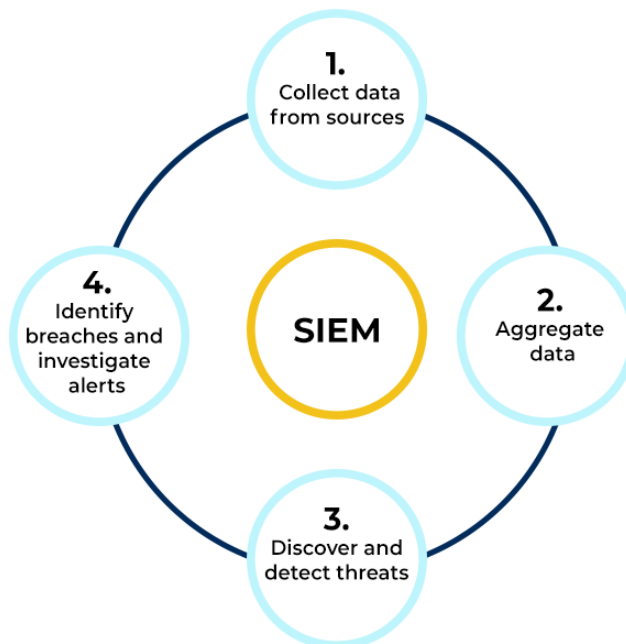 1.
Collect data
from sources
2.
Aggregate
data
3.
Discover and
detect threats
4.
Identify
breaches and
investigate
alerts
SIEM